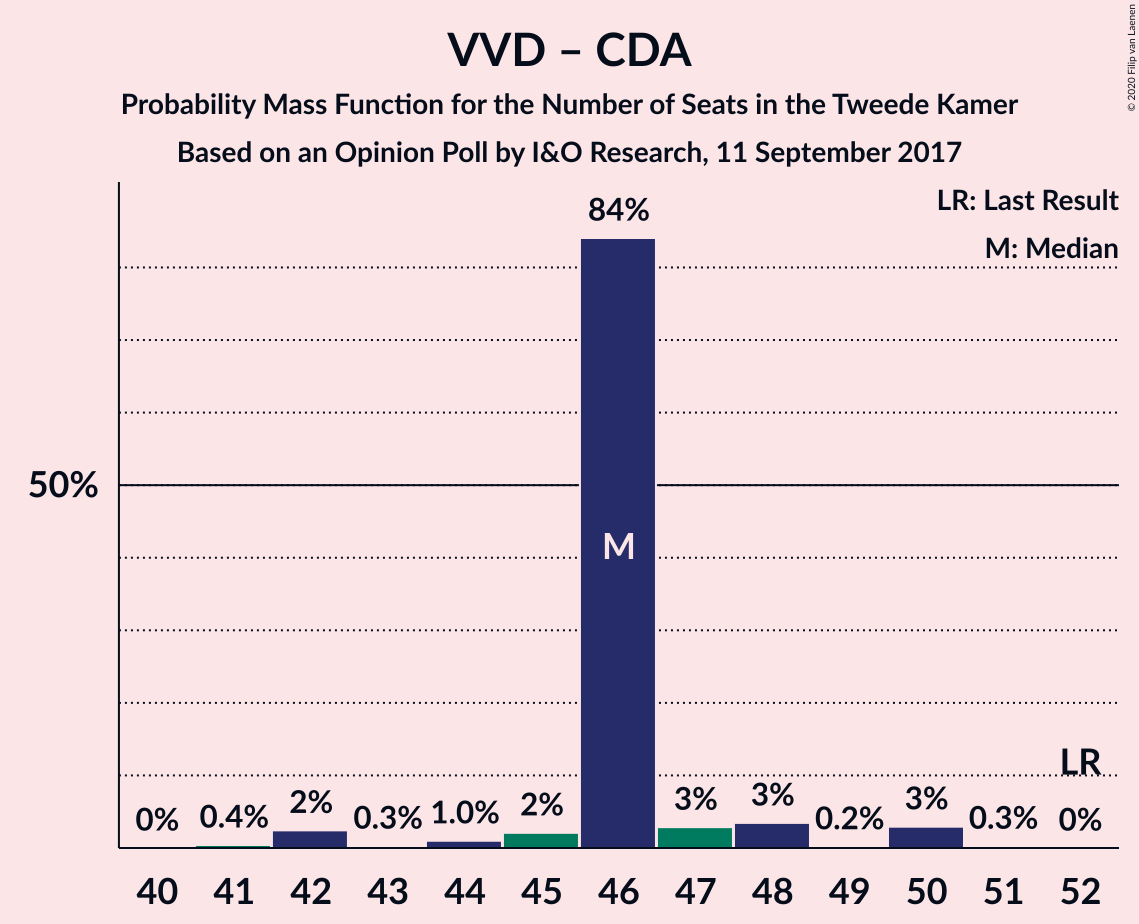 VVD – CDA
Probability Mass Function for the Number of Seats in the Tweede Kamer
Based on an Opinion Poll by I&O Research, 11 September 2017
© 2020 Filip van Laenen
LR: Last Result
M: Median
84%
50%
M
LR
0% 0.4% 2% 0.3% 1.0% 2% 3% 3% 0.2% 3% 0.3% 0%
40 41 42 43 44 45 46 47 48 49 50 51 52